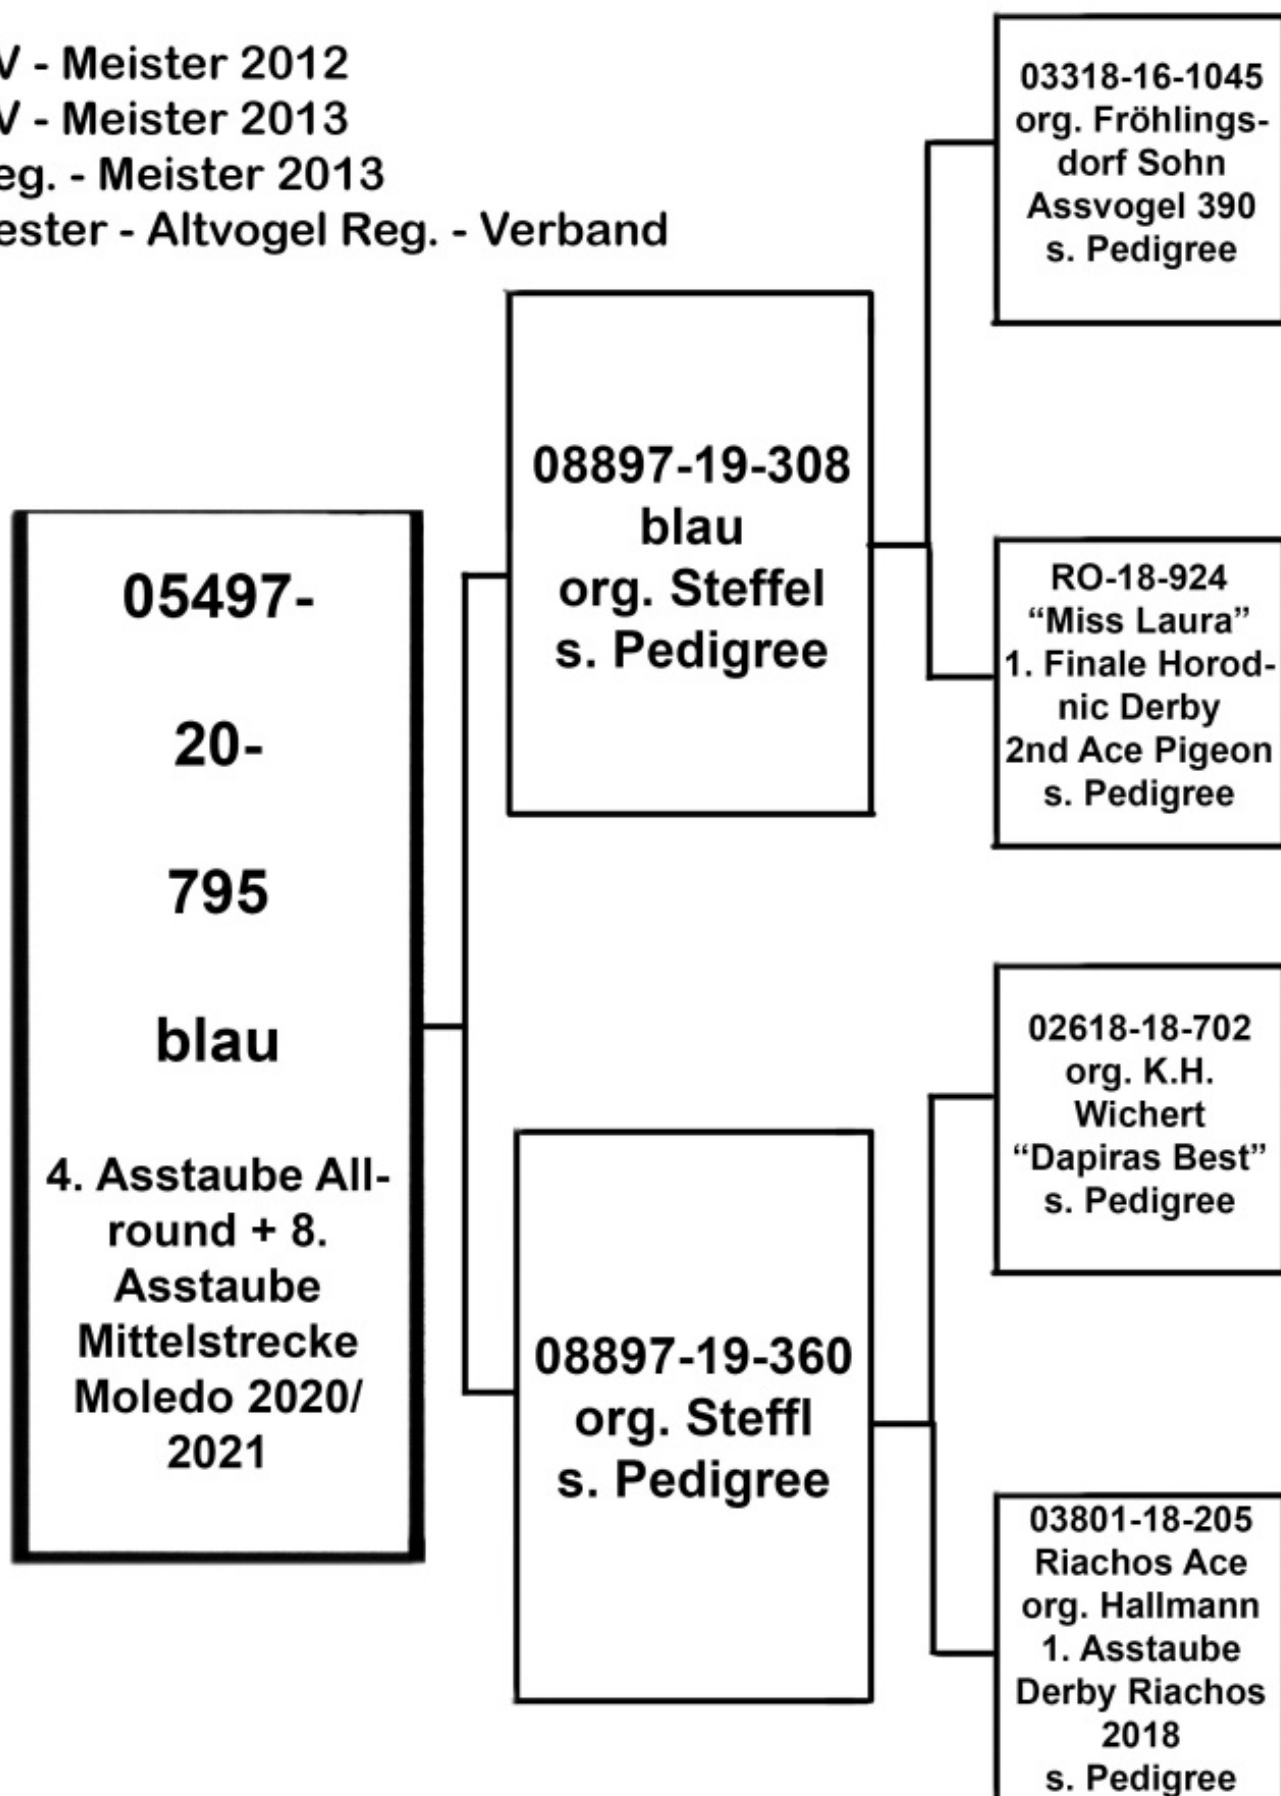 V - Meister 2012
V - Meister 2013
eg. - Meister 2013
ester - Altvogel Reg. - Verband
05497-
20-
795
blau
4. Asstaube All-
round + 8.
Asstaube
Mittelstrecke
Moledo 2020/
2021
08897-19-308
blau
org. Steffel
s. Pedigree
08897-19-360
org. Steffl
s. Pedigree
03318-16-1045
org. Fröhlings-
dorf Sohn
Assvogel 390
s. Pedigree
RO-18-924
“Miss Laura”
1. Finale Horod-
nic Derby
2nd Ace Pigeon
s. Pedigree
02618-18-702
org. K.H.
Wichert
“Dapiras Best”
s. Pedigree
03801-18-205
Riachos Ace
org. Hallmann
1. Asstaube
Derby Riachos
2018
s. Pedigree